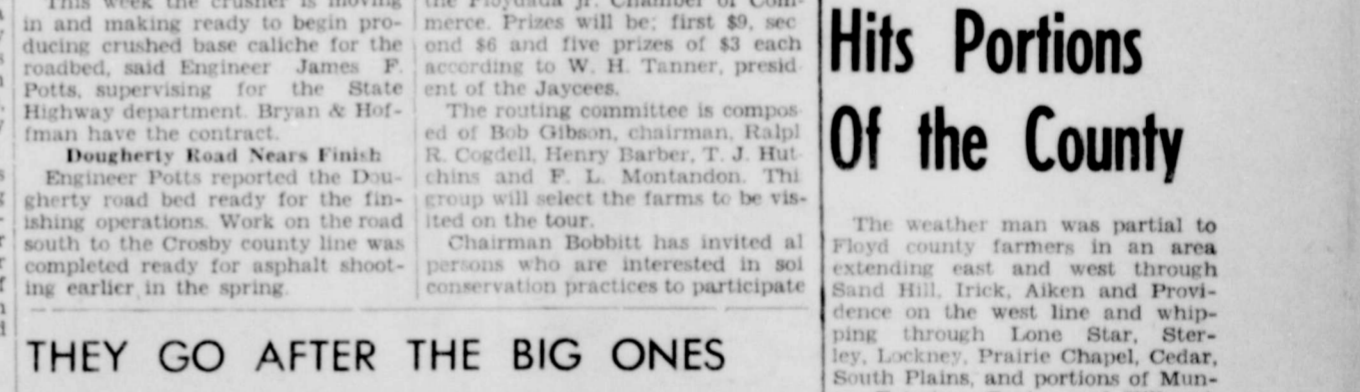 This week the crusher is moving
in and making ready to begin pro-
ducing crushed base caliche for the
roadbed, said Engineer James F.
Potts, supervising for the State
Highway department. Bryan & Hof-
fman have the contract.
Dougherty Road Nears Finish
Engineer Potts reported the Dou-
gherty road bed ready for the fin-
ishing operations. Work on the road
south to the Crosby county line was
completed ready for asphalt shoot-
ing earlier in the spring.
the Floydada Jr. Chamber of Com-
merce. Prizes will be: first $9, sec
ond $6 and five prizes of $3 each
according to W. H. Tanner, presid
ent of the Jaycees.
The routing committee is compos
ed of Bob Gibson, chairman, Ralpl
R. Cogdell, Henry Barber, T. J. Hut
chins and F. L. Montandon. Thi
group will select the farms to be vis-
ited on the tour.
Chairman Bobbitt has invited al
persons who are interested in soi
conservation practices to participate
THEY GO AFTER THE BIG ONES
Hits Portions
Of the County
The weather man was partial to
Floyd county farmers in an area
extending east and west through
Sand Hill, Irick, Aiken and Provi-
dence on the west line and whip-
ping through Lone Star, Ster-
ley, Lockney, Prairie Chapel, Cedar,
South Plains, and portions of Mun-